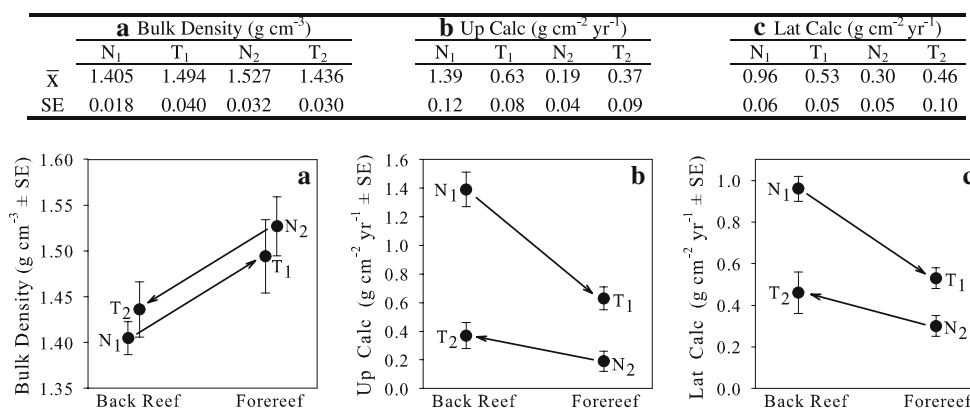 a Bulk Density (g cm-3) b Up Calc (g cm-2 yr-1) c Lat Calc (g cm-2 yr-1)
N1 T1 N2 T2 N1 T1 N2 T2 N1 T1 N2 T2
x̄ 1.405 1.494 1.527 1.436 1.39 0.63 0.19 0.37 0.96 0.53 0.30 0.46
SE 0.018 0.040 0.032 0.030 0.12 0.08 0.04 0.09 0.06 0.05 0.05 0.10
Bulk Density (g cm-3 ± SE)
1.60
1.55
1.50
1.45
1.40
1.35
a
N2
T1
T2
N1
Back Reef Forereef
Up Calc (g cm-2 yr-1 ± SE)
1.6
1.4
1.2
1.0
0.8
0.6
0.4
0.2
0.0
b
N1
T1
T2
N2
Back Reef Forereef
Lat Calc (g cm-2 yr-1 ± SE)
1.0
0.8
0.6
0.4
0.2
0.0
c
N1
T1
T2
N2
Back Reef Forereef